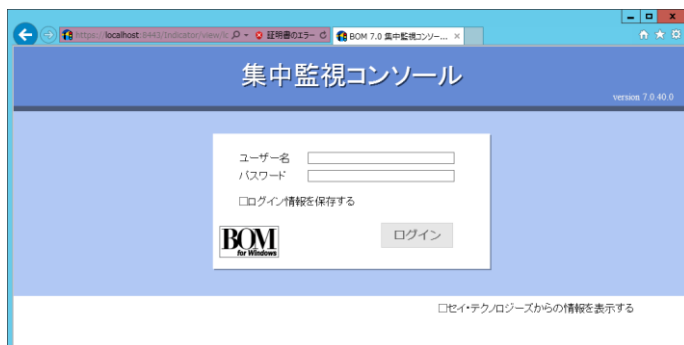 https://localhost:8443/Indicator/view/lc 証明書のエラー BOM 7.0 集中監視コンソー...
集中監視コンソール
version 7.0.40.0
ユーザー名
パスワード
ログイン情報を保存する
BOM
for Windows
ログイン
セイ・テクノロジーズからの情報を表示する